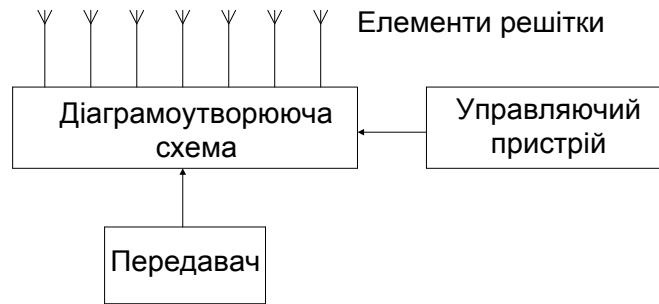 Елементи решітки
Діаграмоутворююча
схема
Управляючий
пристрій
Передавач